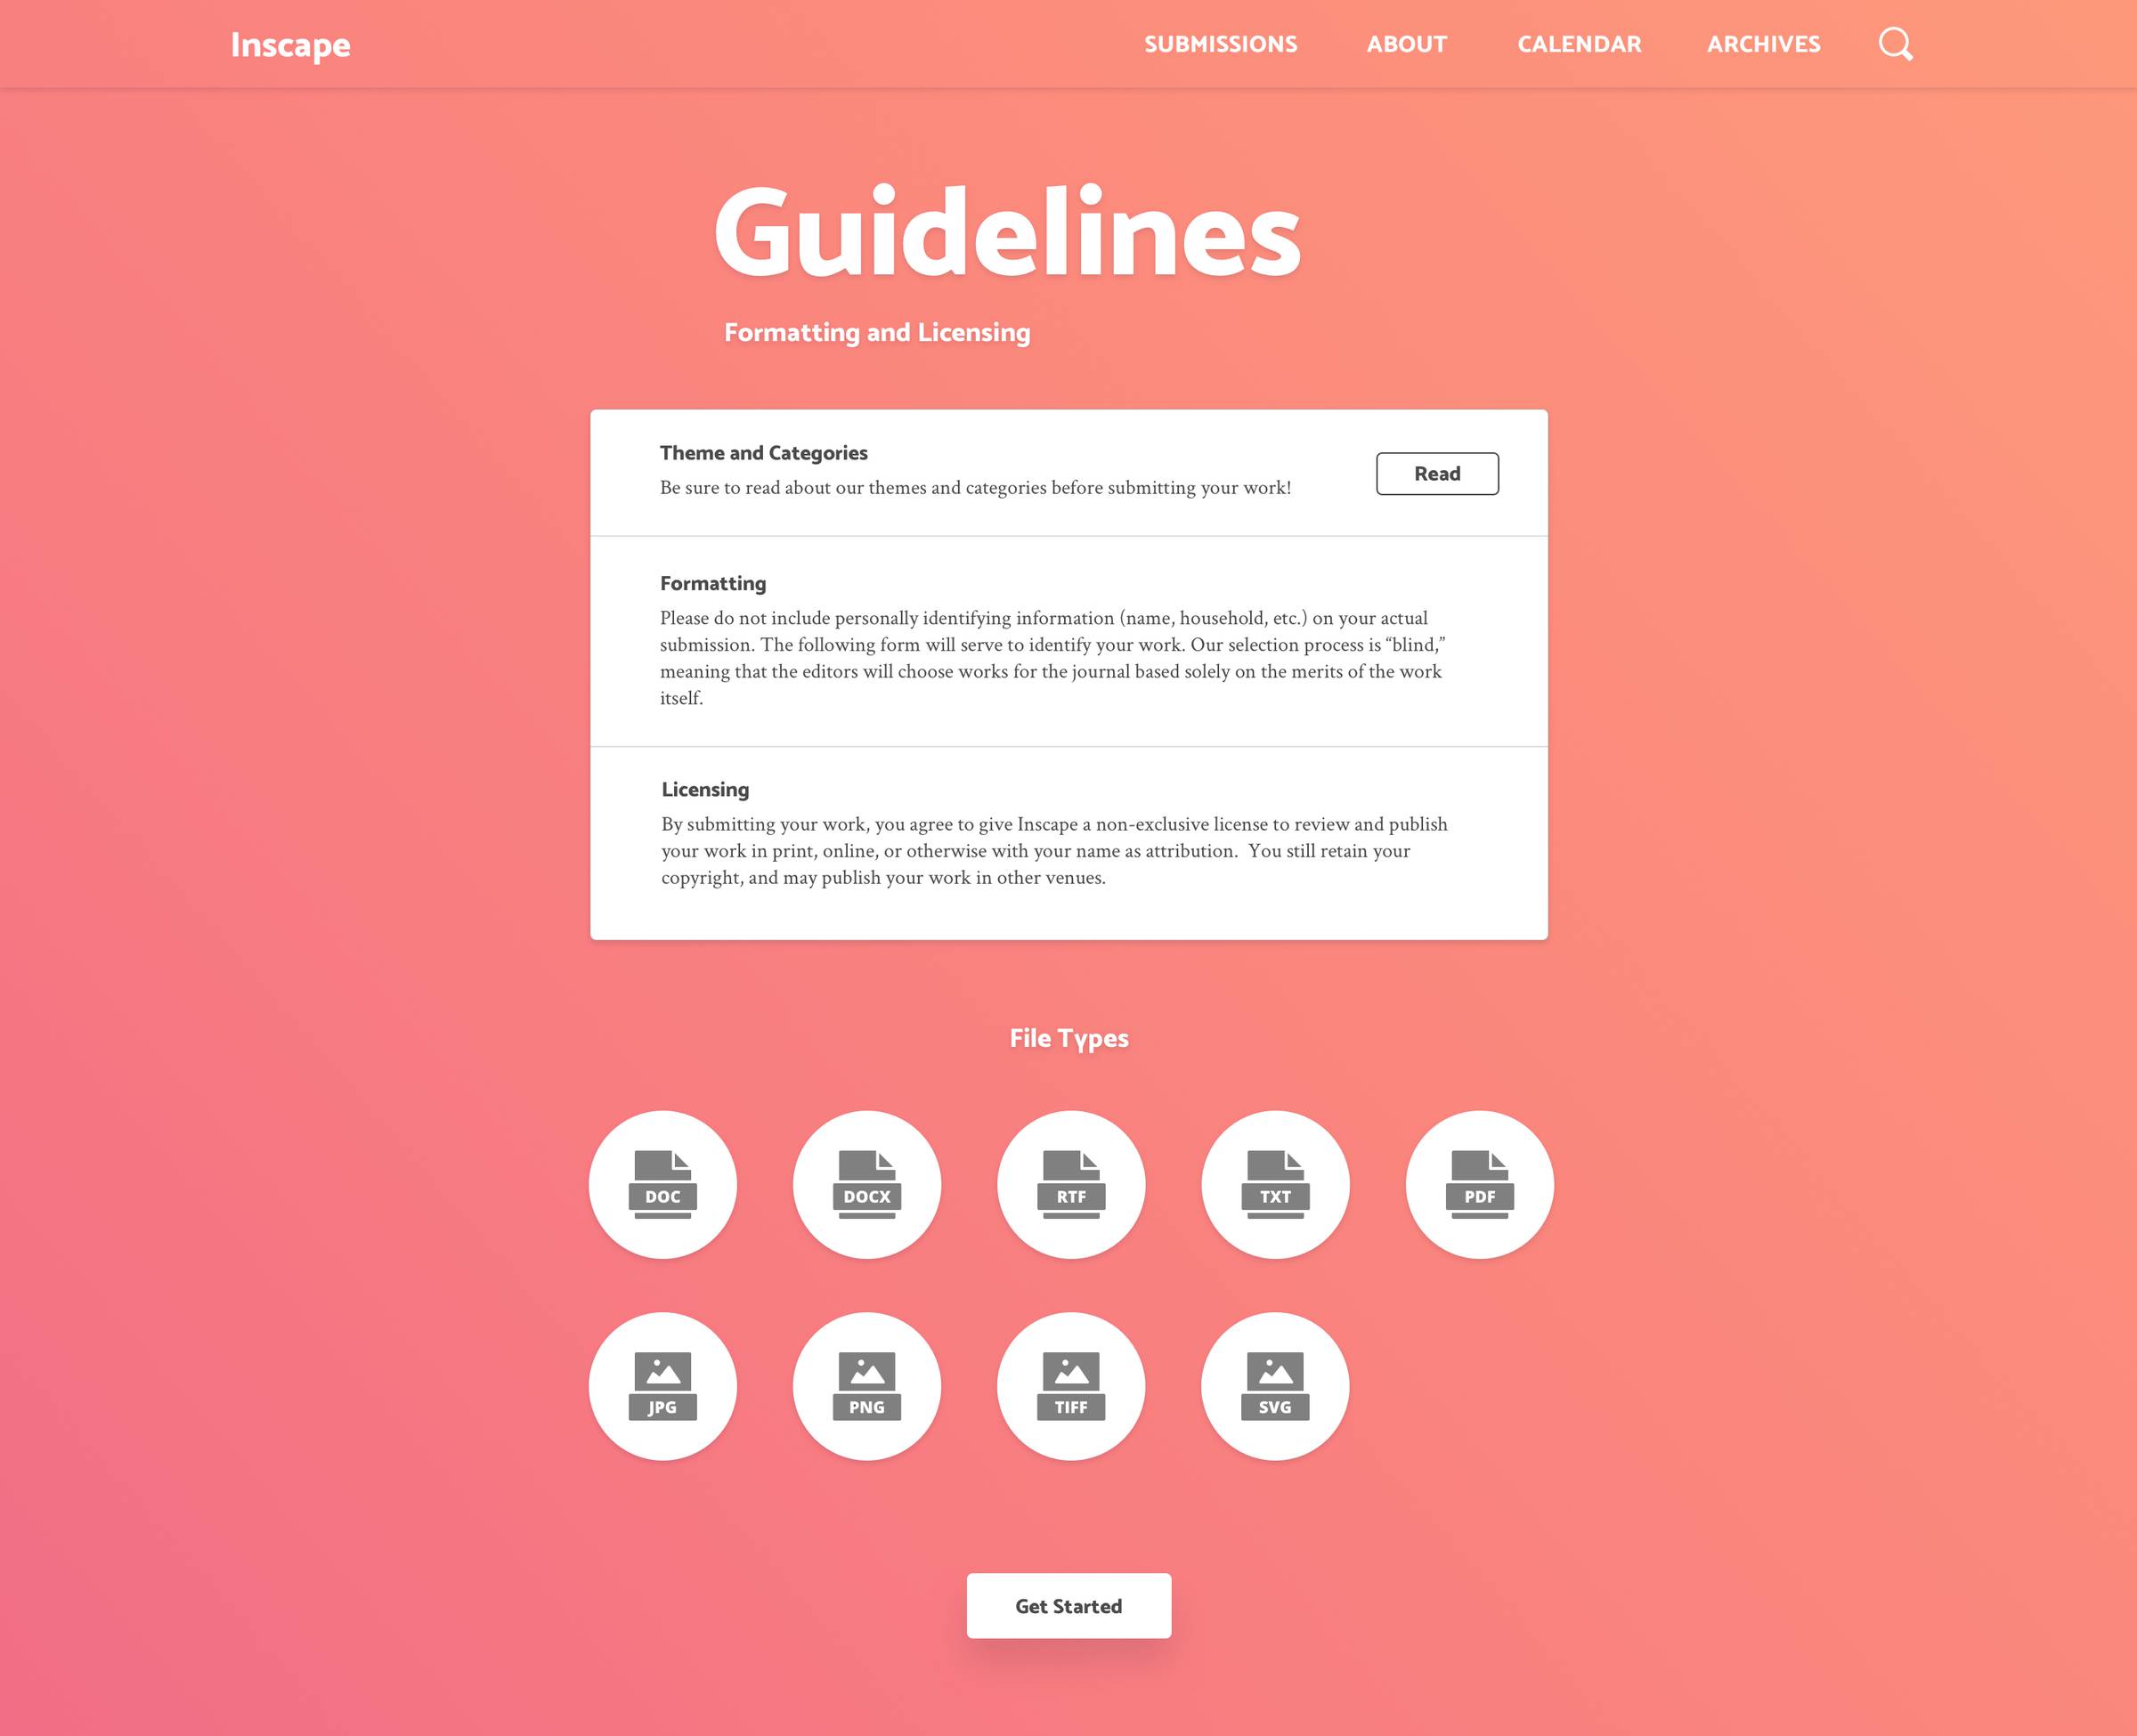 Inscape
SUBMISSIONS
ABOUT
CALENDAR
ARCHIVES
Guidelines
Formatting and Licensing
Theme and Categories
Be sure to read about our themes and categories before submitting your work!
Read
Formatting
Please do not include personally identifying information (name, household, etc.) on your actual
submission. The following form will serve to identify your work. Our selection process is “blind,”
meaning that the editors will choose works for the journal based solely on the merits of the work
itself.
Licensing
By submitting your work, you agree to give Inscape a non-exclusive license to review and publish
your work in print, online, or otherwise with your name as attribution.  You still retain your
copyright, and may publish your work in other venues.
File Types
DOC
DOCX
RTF
TXT
PDF
JPG
PNG
TIFF
SVG
Get Started